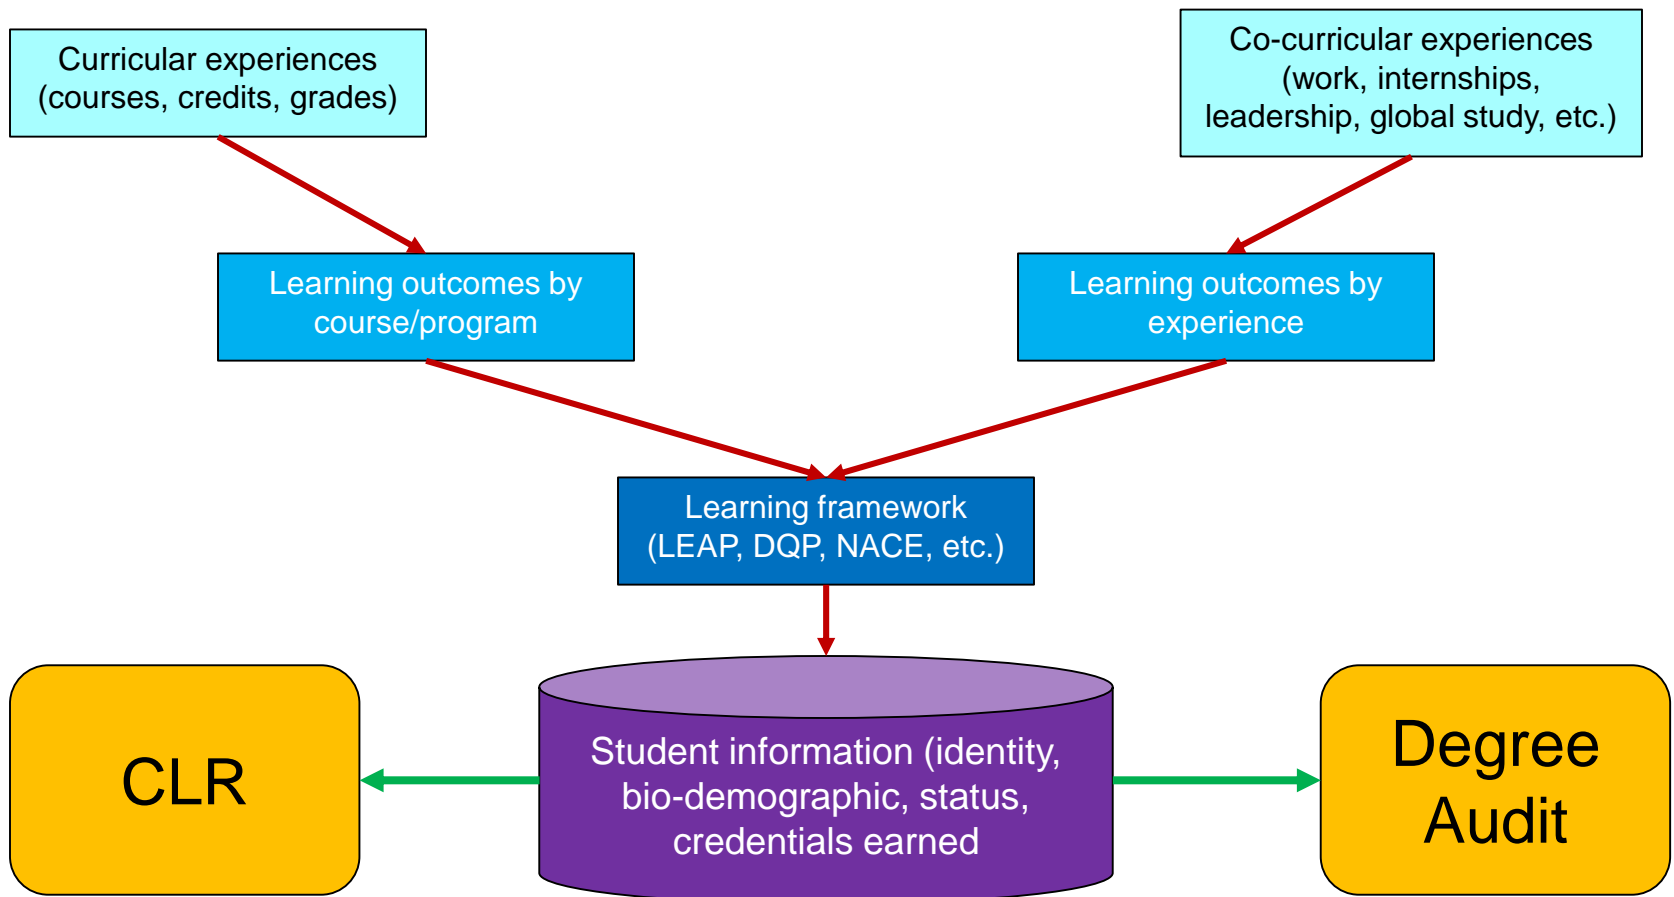 Curricular experiences
(courses, credits, grades)
Co-curricular experiences
(work, internships,
leadership, global study, etc.)
Learning outcomes by
course/program
Learning outcomes by
experience
Learning framework
(LEAP, DQP, NACE, etc.)
CLR
Student information (identity,
bio-demographic, status,
credentials earned
Degree
Audit